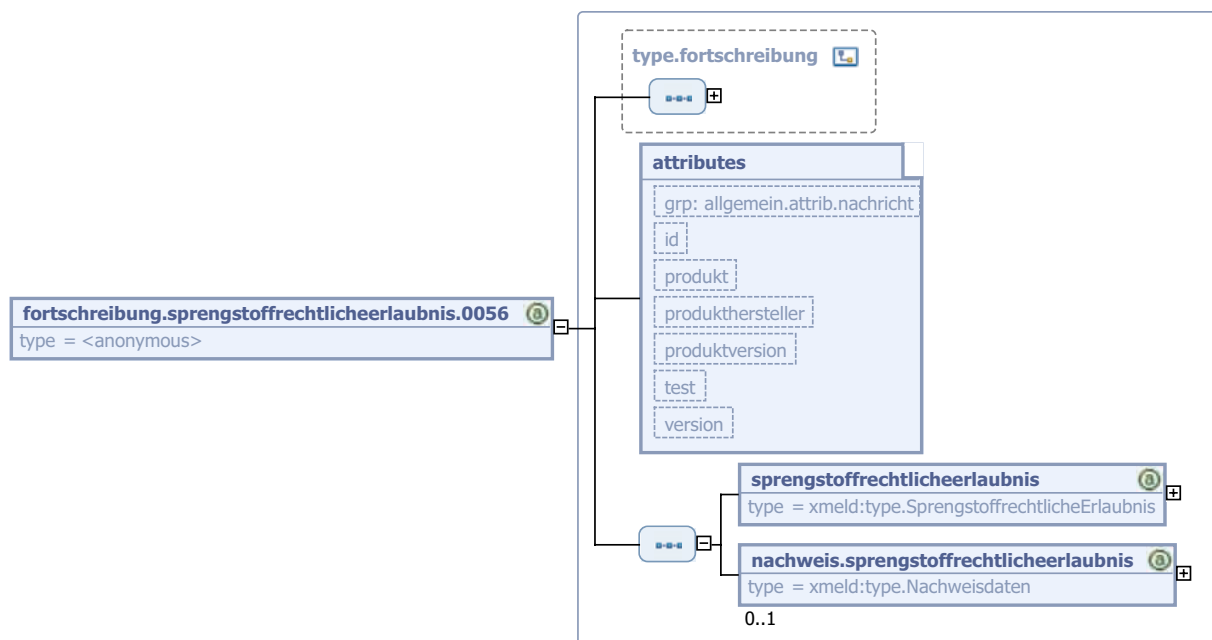 type.fortschreibung
attributes
grp: allgemein.attrib.nachricht
id
produkt
produkthersteller
produktversion
test
version
fortschreibung.sprengstoffrechtlicheerlaubnis.0056
type = <anonymous>
sprengstoffrechtlicheerlaubnis
type = xmeld:type.SprengstoffrechtlicheErlaubnis
nachweis.sprengstoffrechtlicheerlaubnis
type = xmeld:type.Nachweisdaten
0..1